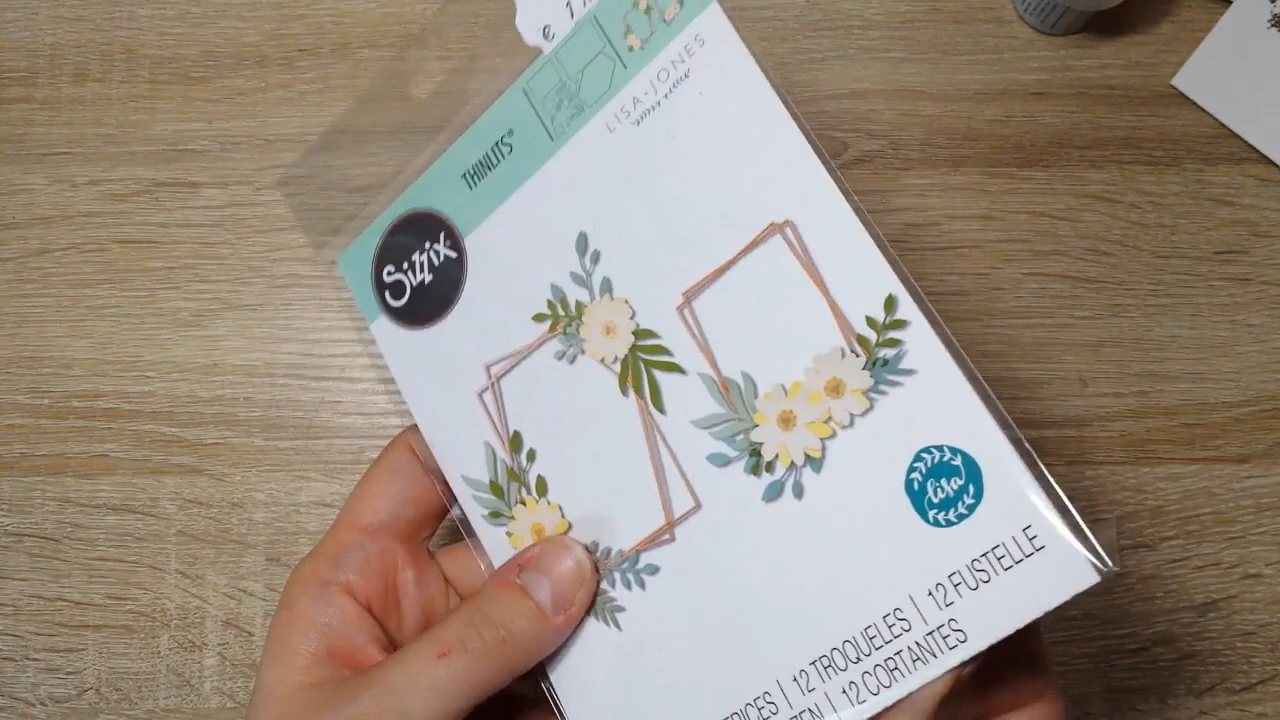 €
THINLITS®
LISA•JONES
Sizzix
lisa
| 12 TROQUELES | 12 FUSTELLE
| 12 CORTANTES